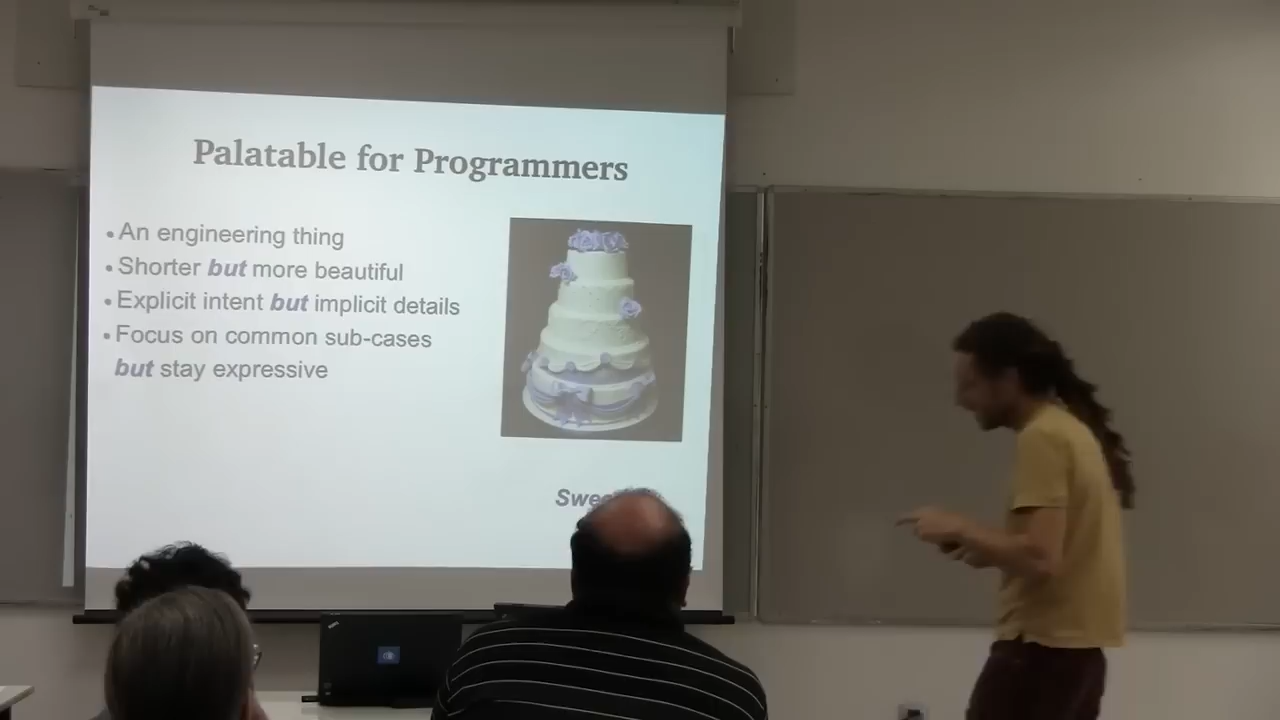 Palatable for Programmers
• An engineering thing
• Shorter but more beautiful
• Explicit intent but implicit details
• Focus on common sub-cases
but stay expressive